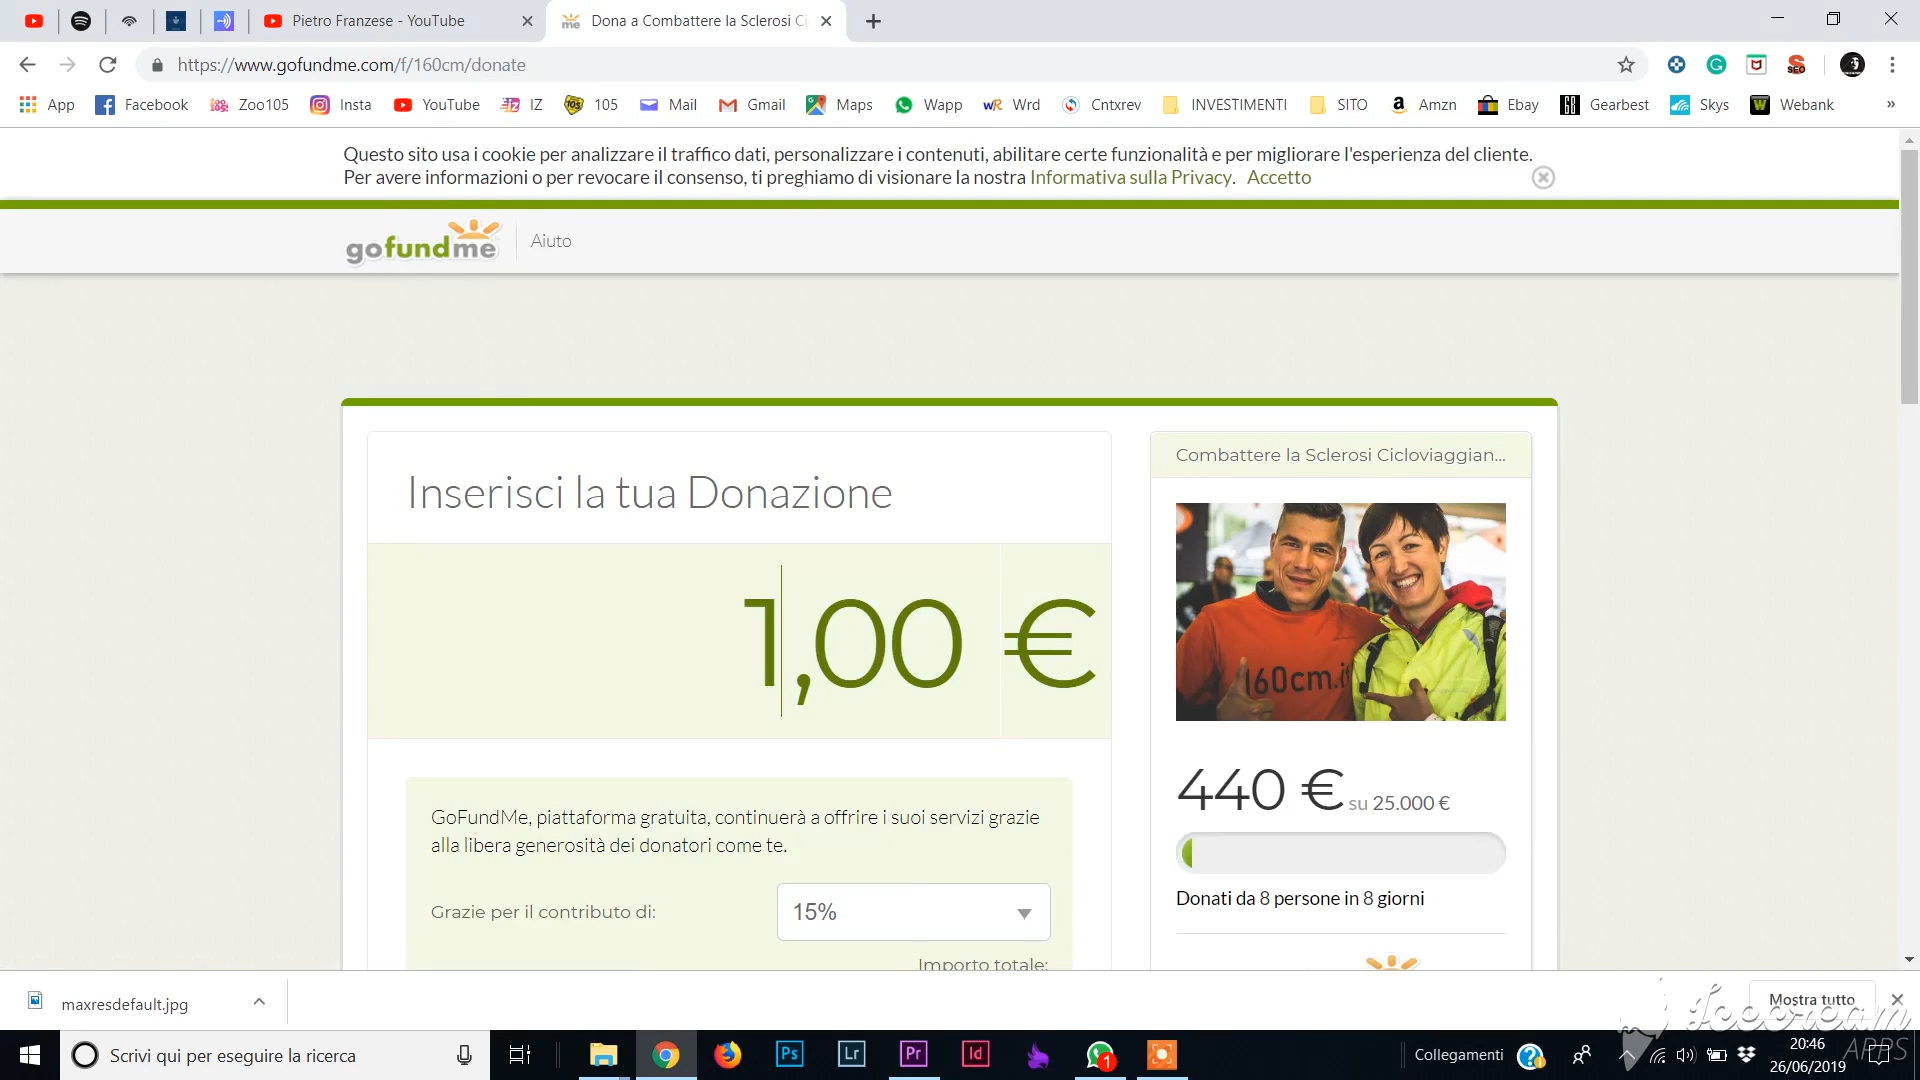 Pietro Franzese - YouTube
Dona a Combattere la Sclerosi Ci
https://www.gofundme.com/f/160cm/donate
App Facebook Zoo105 Insta YouTube IZ 105 Mail Gmail Maps Wapp Wrd Cntxrev INVESTIMENTI SITO Amzn Ebay Gearbest Skys Webank »
Questo sito usa i cookie per analizzare il traffico dati, personalizzare i contenuti, abilitare certe funzionalità e per migliorare l'esperienza del cliente.
Per avere informazioni o per revocare il consenso, ti preghiamo di visionare la nostra Informativa sulla Privacy. Accetto
gofundme Aiuto
Inserisci la tua Donazione
1,00 €
GoFundMe, piattaforma gratuita, continuerà a offrire i suoi servizi grazie
alla libera generosità dei donatori come te.
Grazie per il contributo di: 15%
Importo totale:
Combattere la Sclerosi Cicloviaggian...
160cm.i
440 € su 25.000 €
Donati da 8 persone in 8 giorni
maxresdefault.jpg
Mostra tutto
Icecream
APPS
Scrivi qui per eseguire la ricerca
Ps Lr Pr Id 1
Collegamenti
20:46
26/06/2019